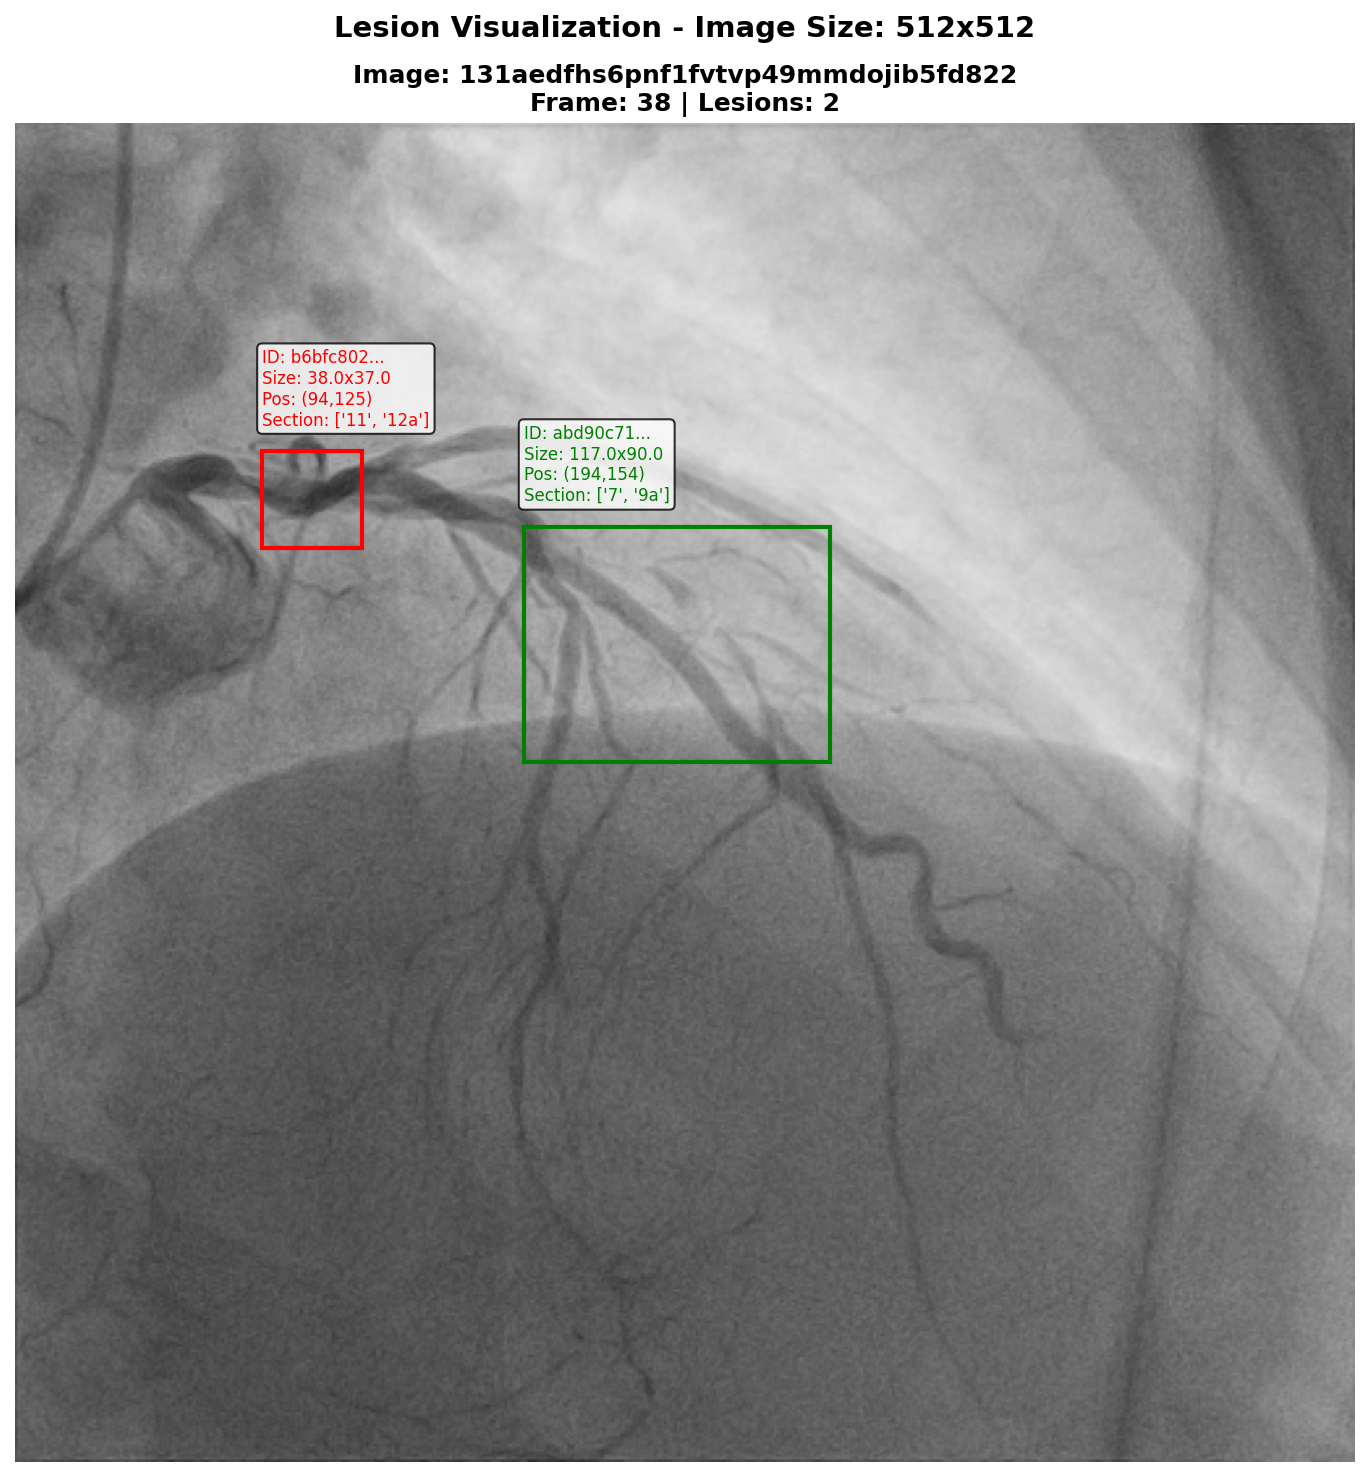 Lesion Visualization - Image Size: 512x512
Image: 131aedfhs6pnf1fvtvp49mmdojib5fd822
Frame: 38 | Lesions: 2
ID: b6bfc802...
Size: 38.0x37.0
Pos: (94,125)
Section: ['11', '12a']
ID: abd90c71...
Size: 117.0x90.0
Pos: (194,154)
Section: ['7', '9a']